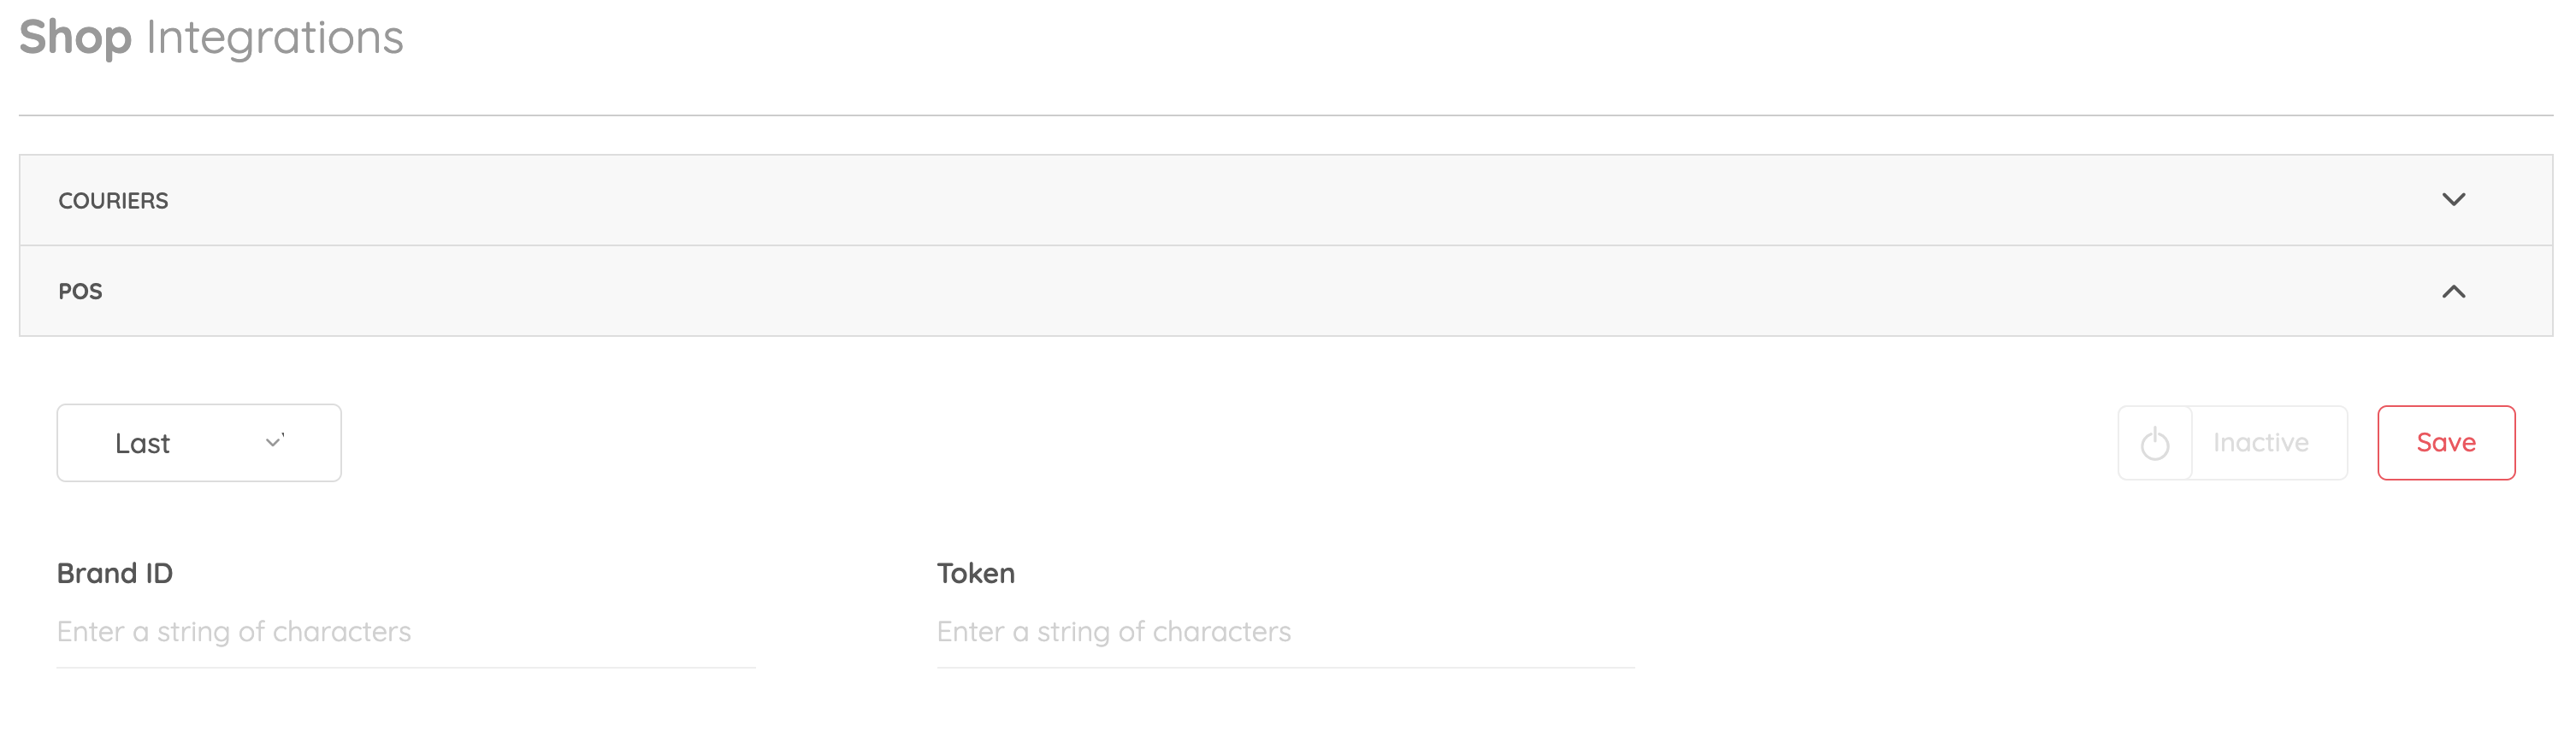 Shop Integrations
COURIERS
POS
Last
Inactive
Save
Brand ID
Token
Enter a string of characters
Enter a string of characters